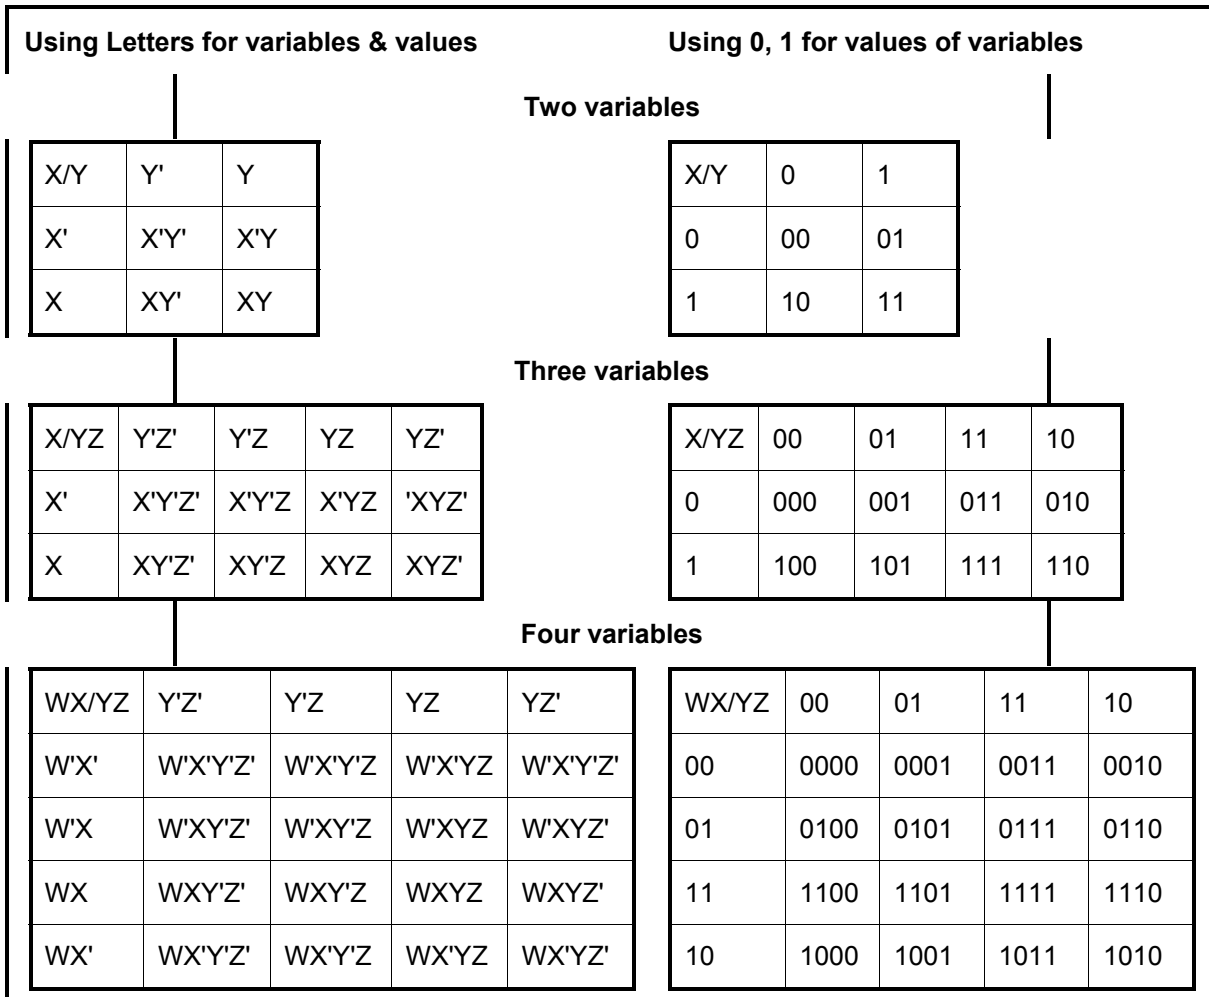 Using Letters for variables & values Using 0, 1 for values of variables
Two variables
X/Y Y' Y X/Y 0 1
X' X'Y' X'Y 0 00 01
X XY' XY 1 10 11
Three variables
X/YZ Y'Z' Y'Z YZ YZ' X/YZ 00 01 11 10
X' X'Y'Z' X'Y'Z X'YZ 'XYZ' 0 000 001 011 010
X XY'Z' XY'Z XYZ XYZ' 1 100 101 111 110
Four variables
WX/YZ Y'Z' Y'Z YZ YZ' WX/YZ 00 01 11 10
W'X' W'X'Y'Z' W'X'Y'Z W'X'YZ W'X'Y'Z' 00 0000 0001 0011 0010
W'X W'XY'Z' W'XY'Z W'XYZ W'XYZ' 01 0100 0101 0111 0110
WX WXY'Z' WXY'Z WXYZ WXYZ' 11 1100 1101 1111 1110
WX' WX'Y'Z' WX'Y'Z WX'YZ WX'YZ' 10 1000 1001 1011 1010